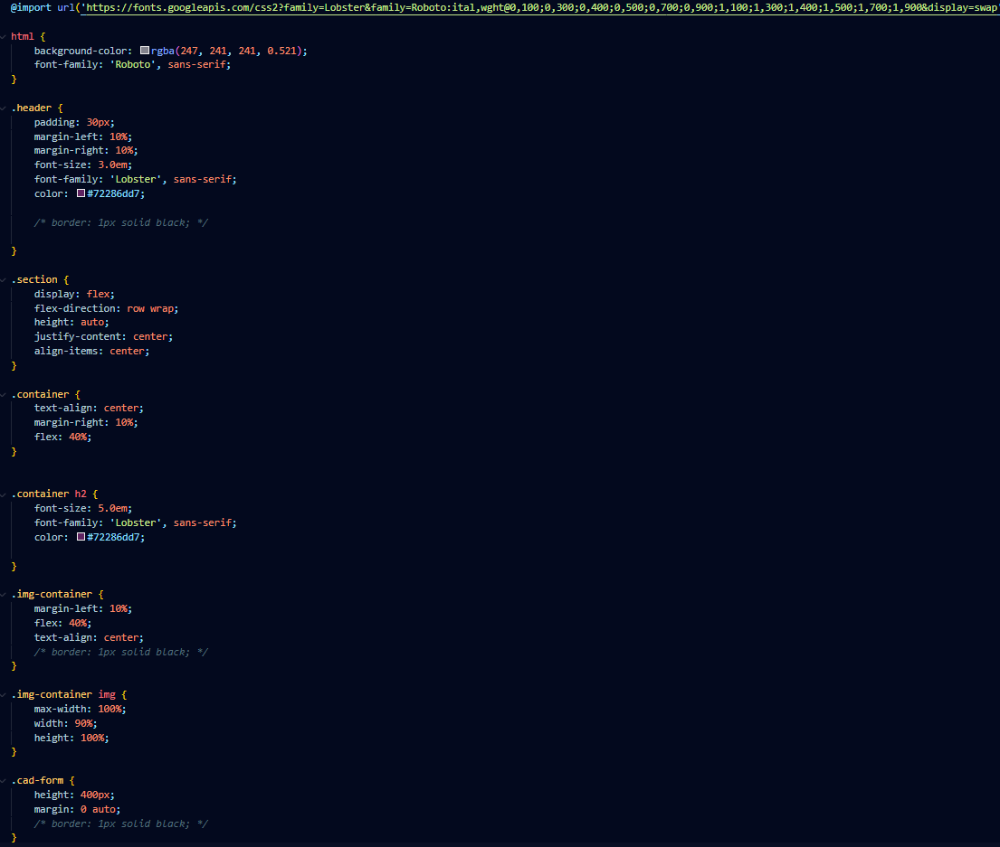 @import url('https://fonts.googleapis.com/css2?family=Lobster&family=Roboto:ital,wght@0,100;0,300;0,400;0,500;0,700;0,900;1,100;1,300;1,400;1,500;1,700;1,900&display=swap'
html {
background-color: rgba(247, 241, 241, 0.521);
font-family: 'Roboto', sans-serif;
}
.header {
padding: 30px;
margin-left: 10%;
margin-right: 10%;
font-size: 3.0em;
font-family: 'Lobster', sans-serif;
color: #72286dd7;
/* border: 1px solid black; */
}
.section {
display: flex;
flex-direction: row wrap;
height: auto;
justify-content: center;
align-items: center;
}
.container {
text-align: center;
margin-right: 10%;
flex: 40%;
}
.container h2 {
font-size: 5.0em;
font-family: 'Lobster', sans-serif;
color: #72286dd7;
}
.img-container {
margin-left: 10%;
flex: 40%;
text-align: center;
/* border: 1px solid black; */
}
.img-container img {
max-width: 100%;
width: 90%;
height: 100%;
}
.cad-form {
height: 400px;
margin: 0 auto;
/* border: 1px solid black; */
}